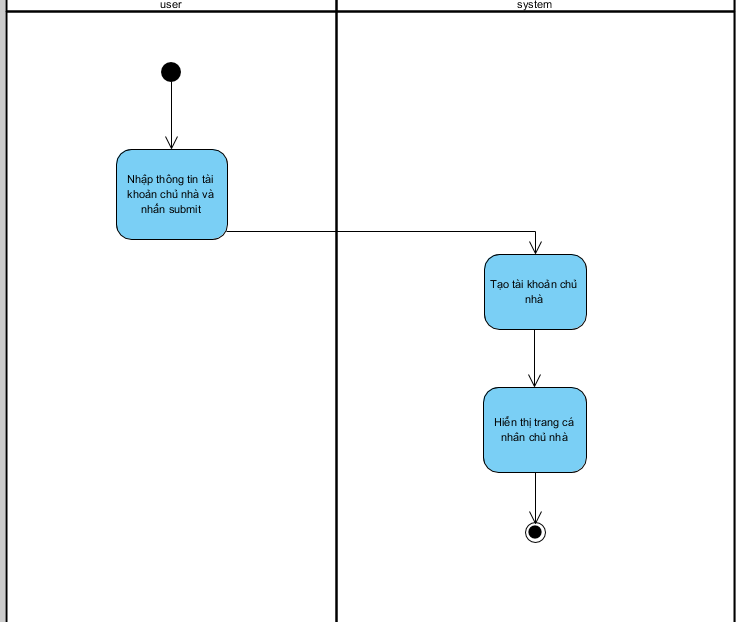 user
system
Nhập thông tin tài
khoản chủ nhà và
nhấn submit
Tạo tài khoản chủ
nhà
Hiển thị trang cá
nhân chủ nhà